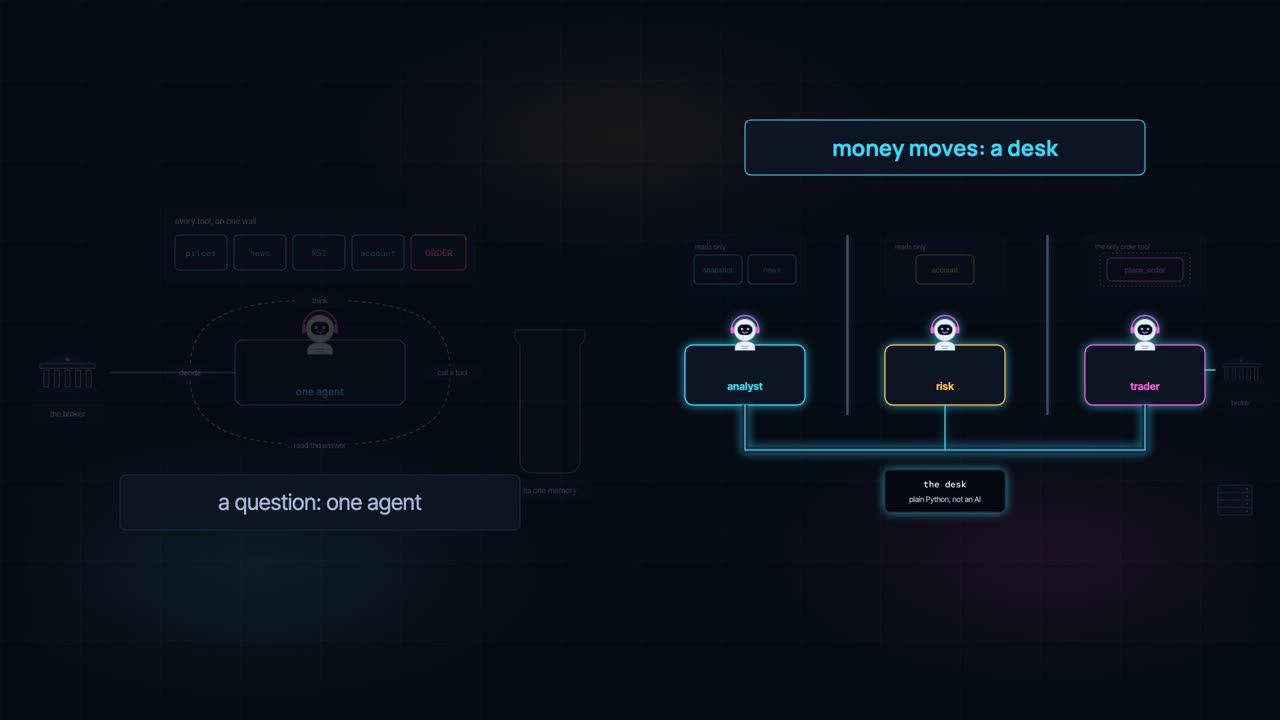 money moves: a desk
every tool, on one wall
prices
news
RSI
account
ORDER
think
decide
call a tool
one agent
read the answer
the broker
its one memory
a question: one agent
reads only
snapshot
news
reads only
account
the only order tool
place_order
analyst
risk
trader
broker
the desk
plain Python, not an AI